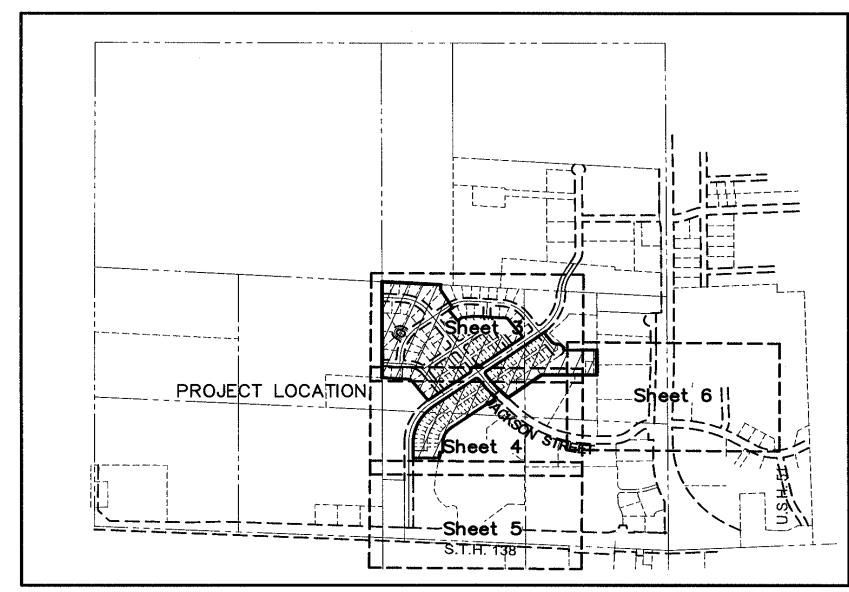 Sheet 3
PROJECT LOCATION
Sheet 6
JACKSON STREET
Sheet 4
U.S.H. 51
Sheet 5
S.T.H. 138